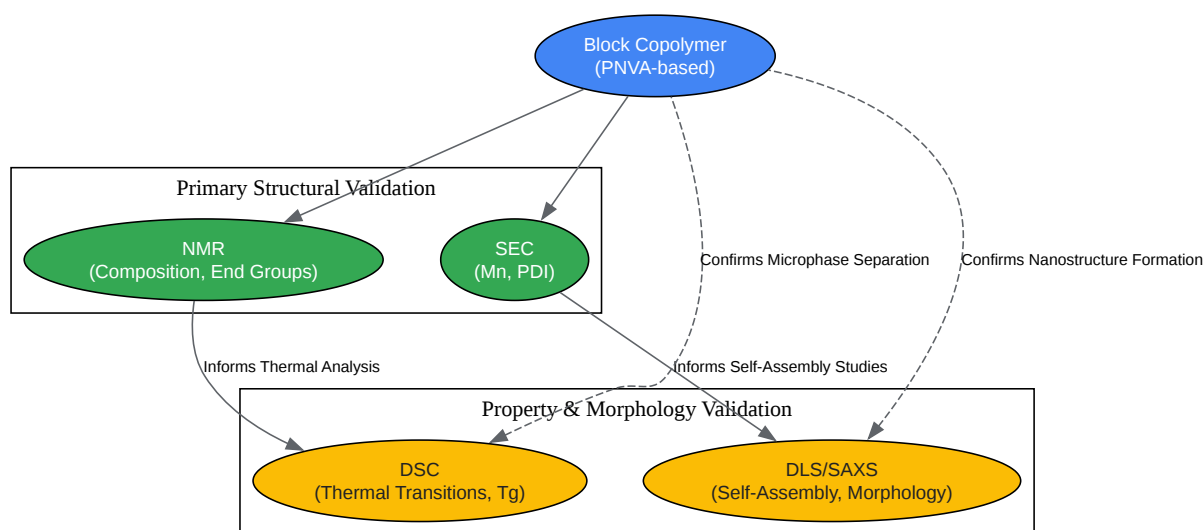 Block Copolymer
(PNVA-based)
Primary Structural Validation
NMR
(Composition, End Groups)
SEC
(Mn, PDI)
Confirms Microphase Separation
Confirms Nanostructure Formation
Informs Thermal Analysis
Informs Self-Assembly Studies
Property & Morphology Validation
DSC
(Thermal Transitions, Tg)
DLS/SAXS
(Self-Assembly, Morphology)